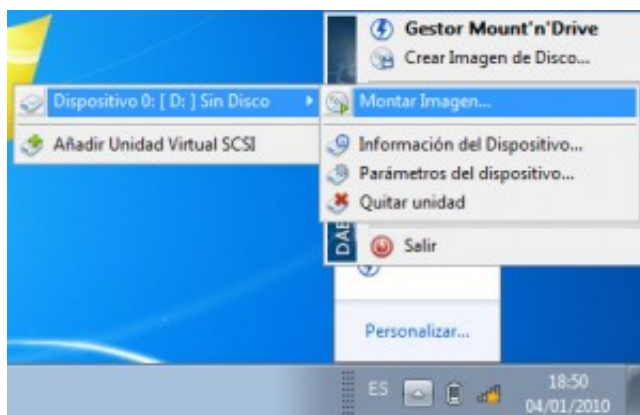 Gestor Mount'n'Drive
Crear Imagen de Disco...
Dispositivo 0: [ D: ] Sin Disco
Montar Imagen...
Añadir Unidad Virtual SCSI
Información del Dispositivo...
Parámetros del dispositivo...
Quitar unidad
DAE
Salir
Personalizar...
ES
18:50
04/01/2010